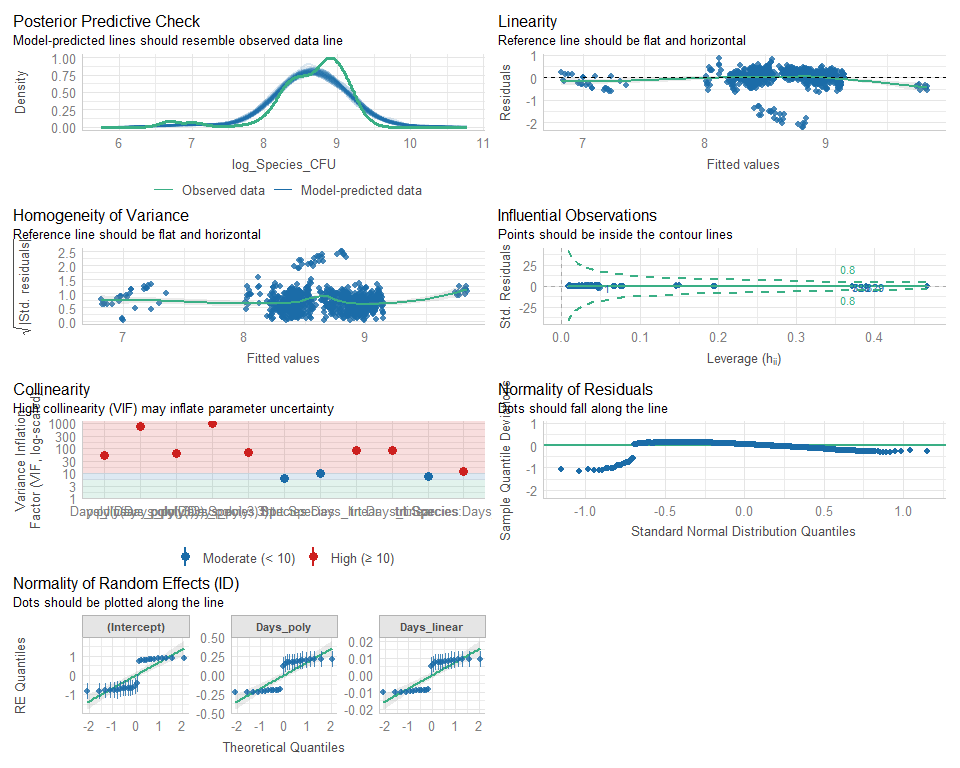 Posterior Predictive Check
Model-predicted lines should resemble observed data line
Density
1.00
0.75
0.50
0.25
0.00
6
7
8
9
10
11
log_Species_CFU
Observed data
Model-predicted data
Linearity
Reference line should be flat and horizontal
Residuals
1
0
-1
-2
7
8
9
Fitted values
Homogeneity of Variance
Reference line should be flat and horizontal
√|Std. residuals|
2.5
2.0
1.5
1.0
0.5
0.0
7
8
9
Fitted values
Influential Observations
Points should be inside the contour lines
Std. Residuals
25
0
-25
0.8
0.8
0.0
0.1
0.2
0.3
0.4
Leverage (hii)
Collinearity
High collinearity (VIF) may inflate parameter uncertainty
Variance Inflation
Factor (VIF, log-scaled)
1000
300
100
30
10
3
1
Moderate (< 10)
High (≥ 10)
Normality of Residuals
Dots should fall along the line
Sample Quantile Deviations
1
0
-1
-2
-1.0
-0.5
0.0
0.5
1.0
Standard Normal Distribution Quantiles
Normality of Random Effects (ID)
Dots should be plotted along the line
RE Quantiles
(Intercept)
1
0
-1
-2
-1
0
1
2
Days_poly
0.50
0.25
0.00
-0.25
-0.50
-2
-1
0
1
2
Days_linear
0.02
0.01
0.00
-0.01
-0.02
-2
-1
0
1
2
Theoretical Quantiles